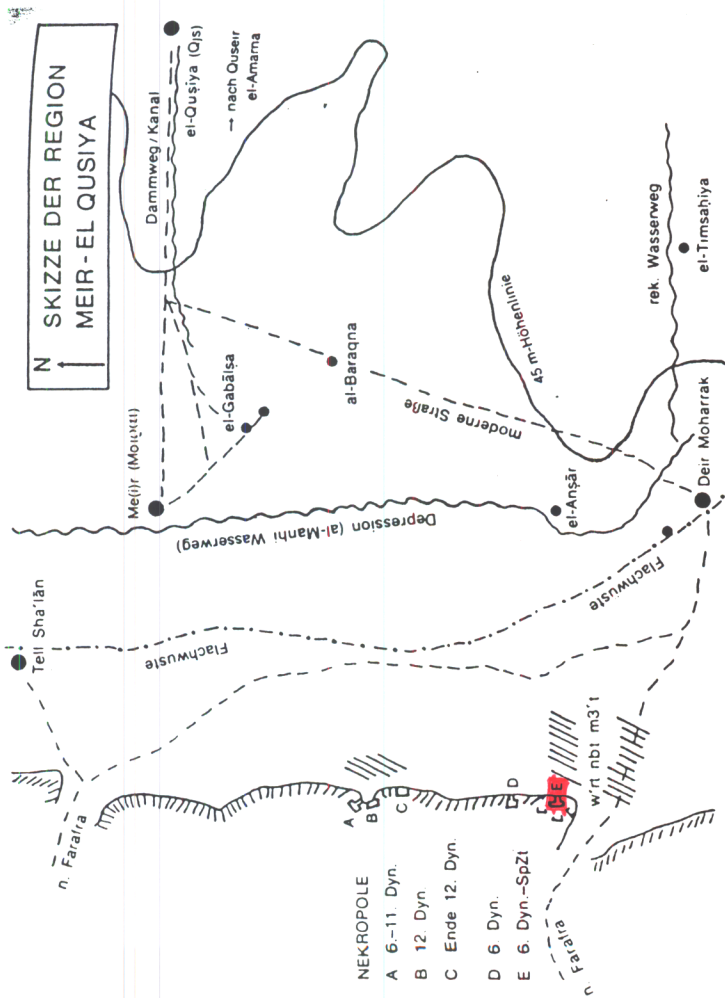 N
SKIZZE DER REGION
MEIR-EL QUSIYA
Dammweg/Kanal
el-Quṣiya (Qjs)
→ nach Quseir
el-Amarna
Me(i)r
el-Gabālṣa
al-Baraqna
moderne Straße
45 m-Höhenlinie
rek. Wasserweg
el-Timsaḥiya
Deir Moharrak
el-Anṣār
Depression (al-Manhi Wasserweg)
Flachwüste
Flachwuste
Tell Sha'lān
n. Farafra
n Farafra
w'rt nbt m3't
A
B
C
D
E
NEKROPOLE
A 6.-11. Dyn.
B 12. Dyn
C Ende 12. Dyn.
D 6. Dyn.
E 6. Dyn.-SpZt